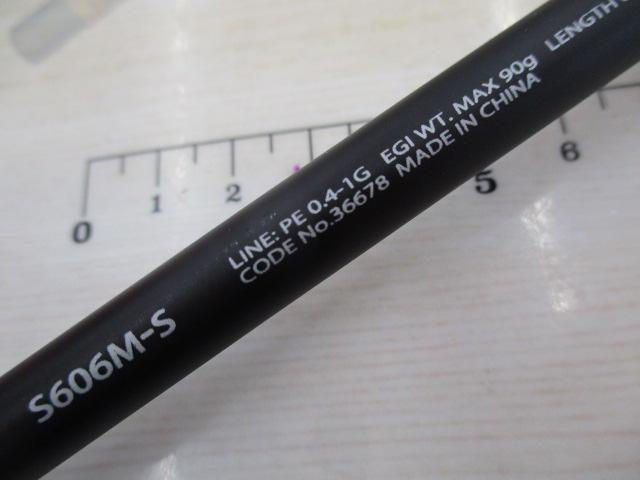 S606M-S
LINE: PE 0.4-1G EGI WT. MAX 90g LENGTH
CODE No.36678 MADE IN CHINA
0 1 2 5 6